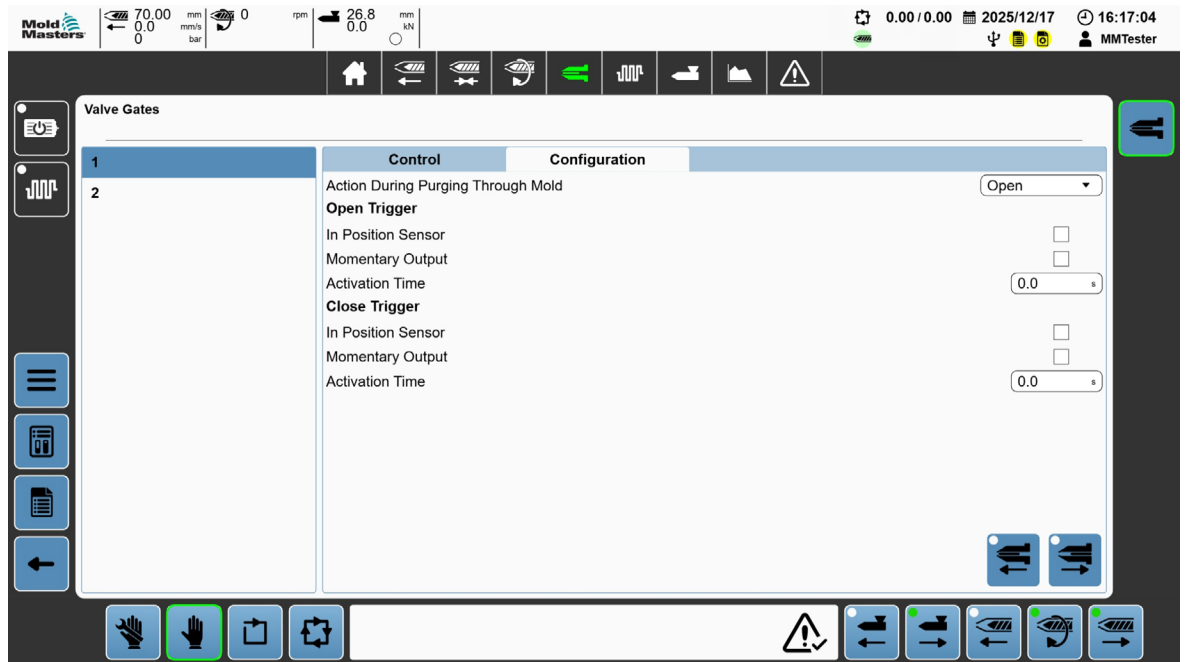 Mold
Masters
70.00 mm
0.0 mm/s
0 bar
0 rpm
26.8 mm
0.0 kN
0.00 / 0.00
2025/12/17
16:17:04
MMTester
Valve Gates
1
2
Control Configuration
Action During Purging Through Mold Open
Open Trigger
In Position Sensor
Momentary Output
Activation Time 0.0 s
Close Trigger
In Position Sensor
Momentary Output
Activation Time 0.0 s